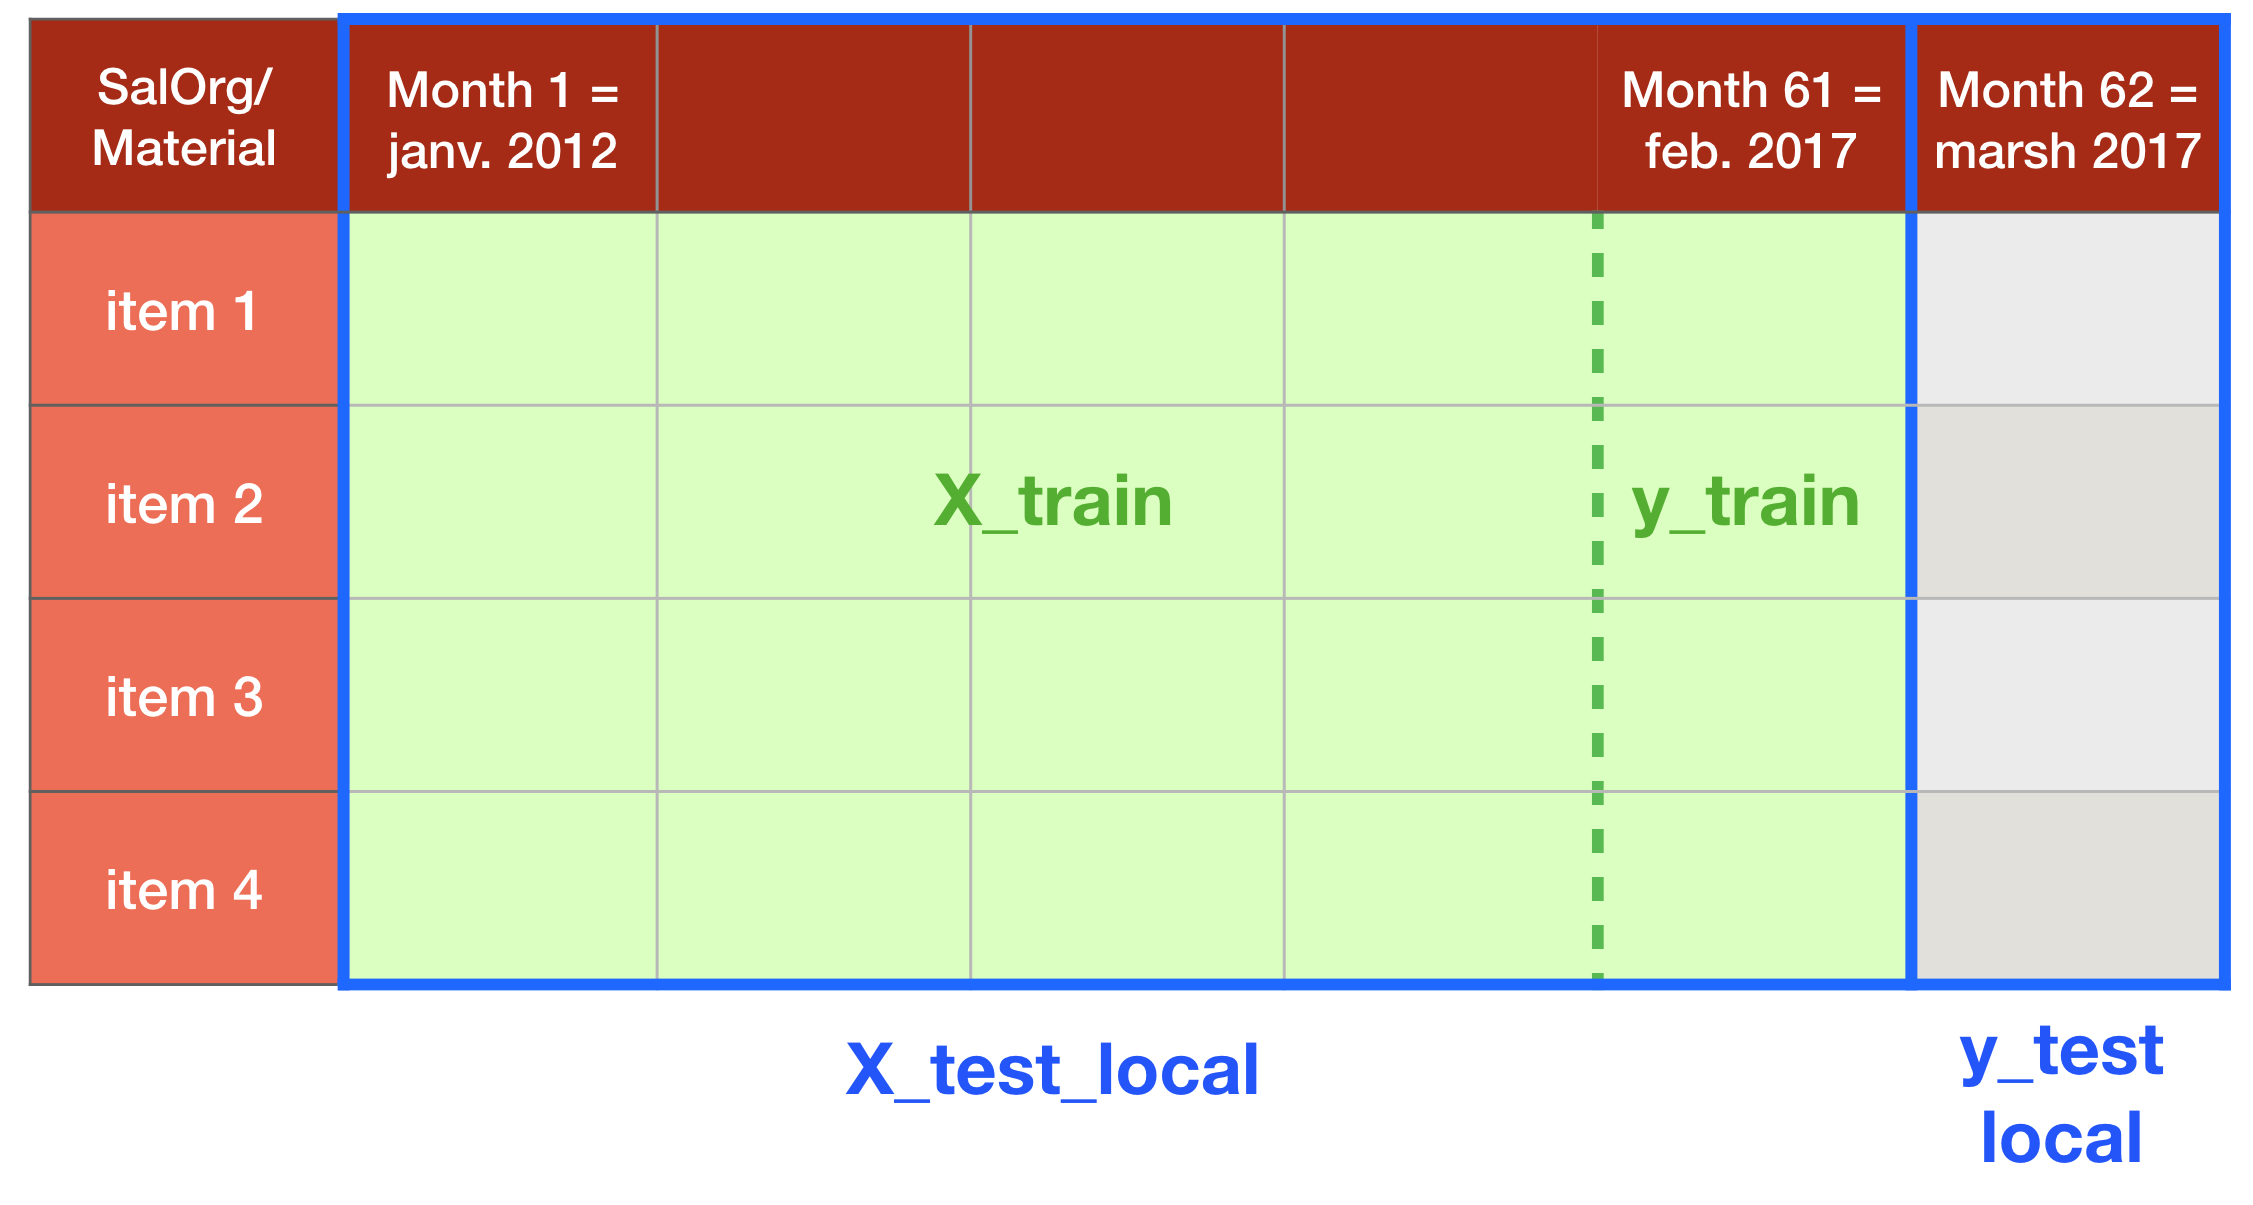 SalOrg/
Material
Month 1 =
janv. 2012
Month 61 =
feb. 2017
Month 62 =
marsh 2017
item 1
item 2
X_train
y_train
item 3
item 4
X_test_local
y_test
local